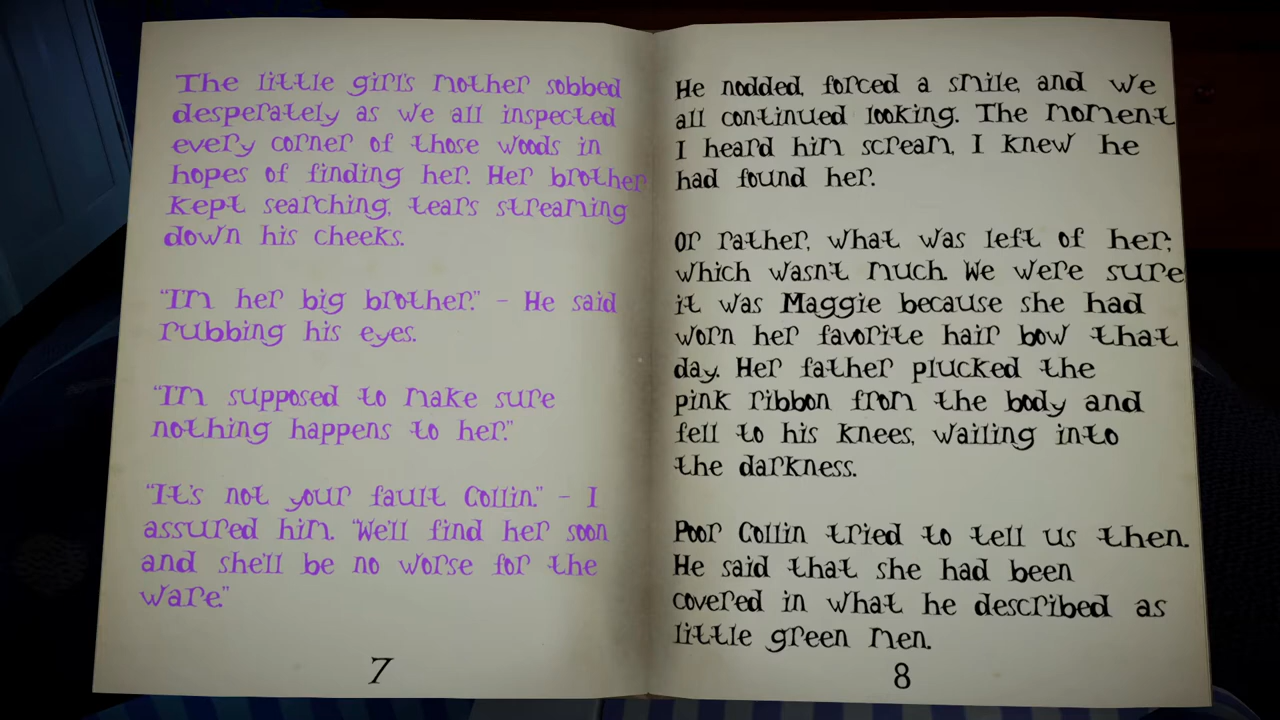 The little girl's mother sobbed
desperately as we all inspected
every corner of those woods in
hopes of finding her. Her brother
kept searching, tears streaming
down his cheeks.
"I'm her big brother." - He said
rubbing his eyes.
"I'm supposed to make sure
nothing happens to her."
"It's not your fault Collin." - I
assured him. "We'll find her soon
and she'll be no worse for the
ware."
7
He nodded, forced a smile, and we
all continued looking. The moment
I heard him scream, I knew he
had found her.
Or rather, what was left of her;
which wasn't much. We were sure
it was Maggie because she had
worn her favorite hair bow that
day. Her father plucked the
pink ribbon from the body and
fell to his knees, wailing into
the darkness.
Poor Collin tried to tell us then.
He said that she had been
covered in what he described as
little green men.
8